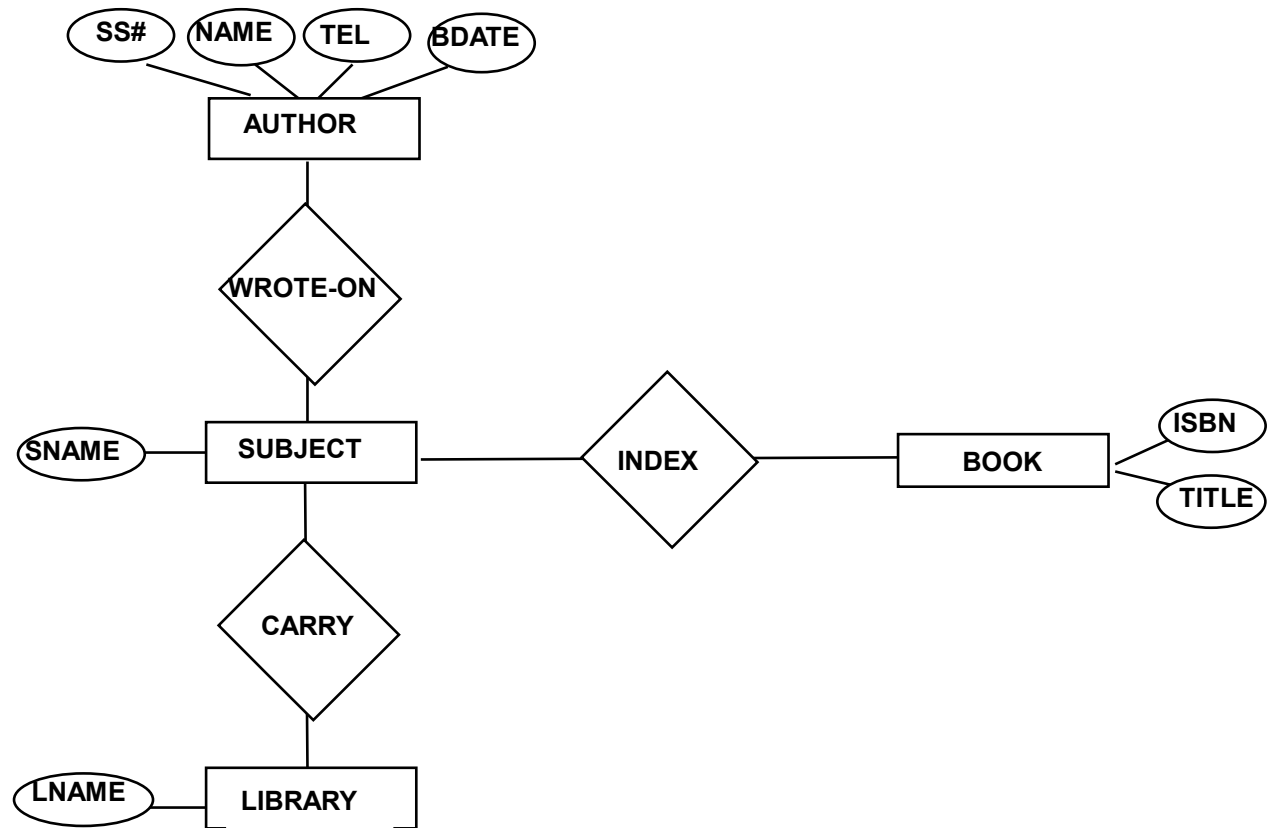 SS# NAME TEL BDATE
AUTHOR
WROTE-ON
SNAME SUBJECT INDEX BOOK ISBN
TITLE
CARRY
LNAME LIBRARY